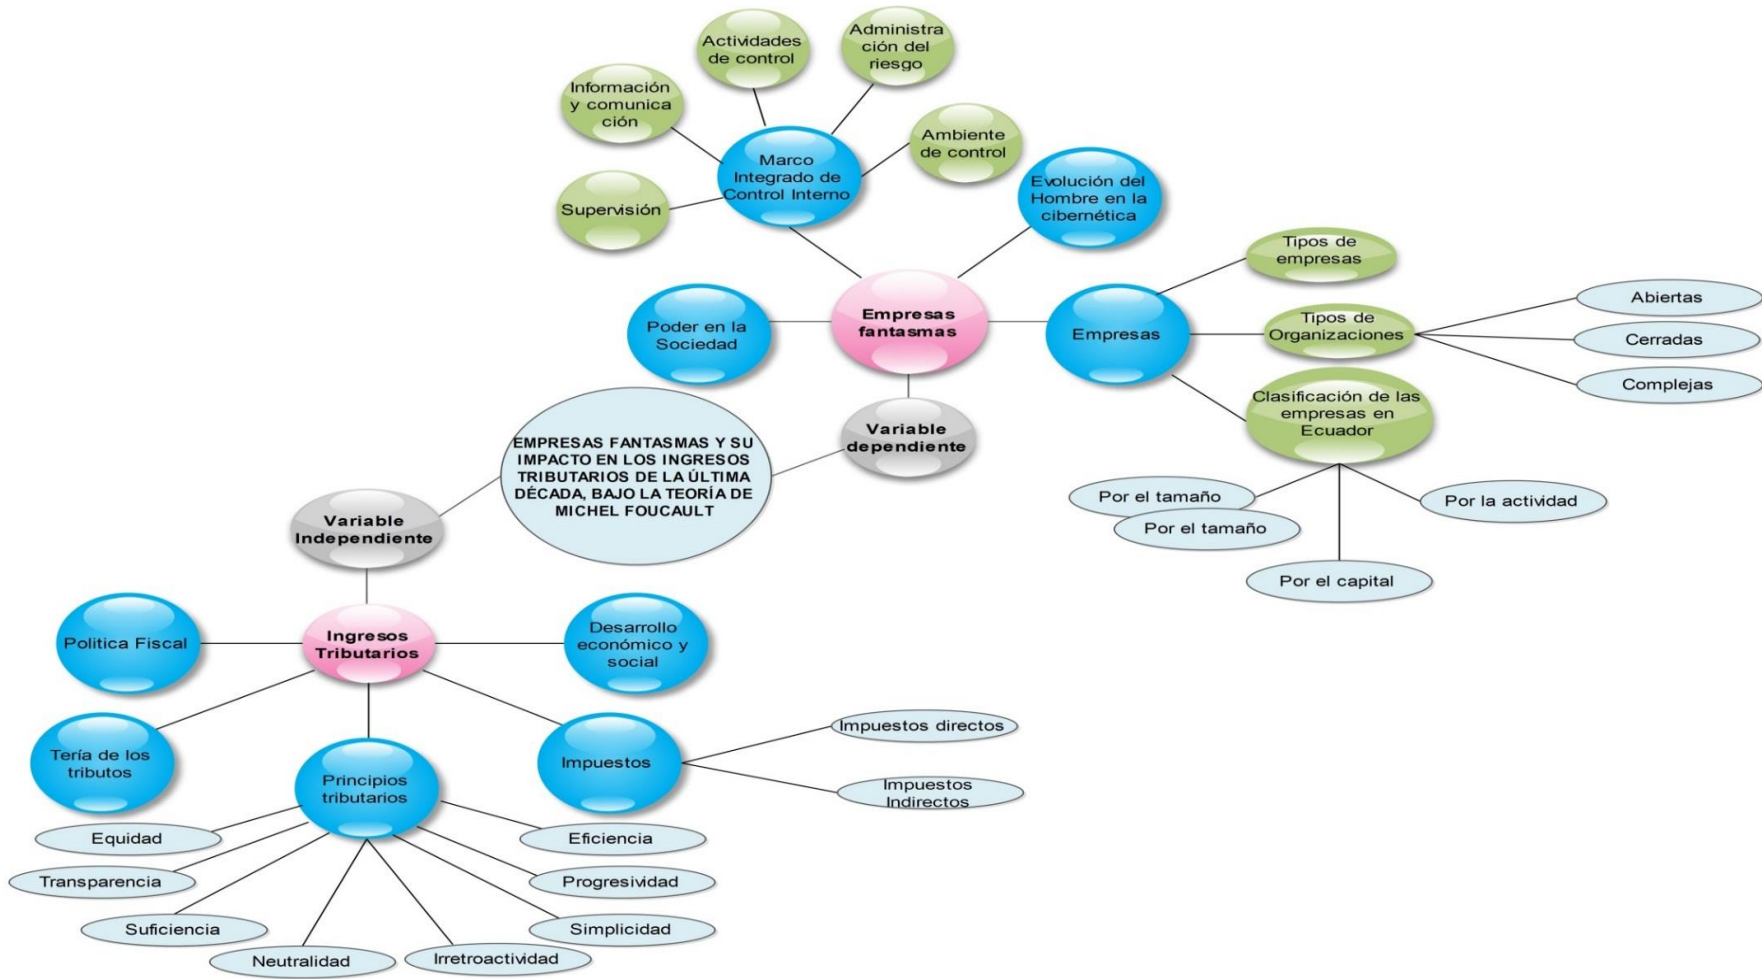 Actividades
de control
Administra
ción del
riesgo
Información
y comunica
ción
Ambiente
de control
Marco
Integrado de
Control Interno
Supervisión
Evolución del
Hombre en la
cibernética
Tipos de
empresas
Poder en la
Sociedad
Empresas
fantasmas
Empresas
Tipos de
Organizaciones
Abiertas
Cerradas
Complejas
Clasificación de las
empresas en
Ecuador
Por el tamaño
Por el tamaño
Por la actividad
Por el capital
Variable
dependiente
EMPRESAS FANTASMAS Y SU
IMPACTO EN LOS INGRESOS
TRIBUTARIOS DE LA ÚLTIMA
DÉCADA, BAJO LA TEORÍA DE
MICHEL FOUCAULT
Variable
Independiente
Politica Fiscal
Ingresos
Tributarios
Desarrollo
económico y
social
Tería de los
tributos
Principios
tributarios
Impuestos
Impuestos directos
Impuestos
Indirectos
Equidad
Transparencia
Suficiencia
Neutralidad
Irretroactividad
Simplicidad
Progresividad
Eficiencia